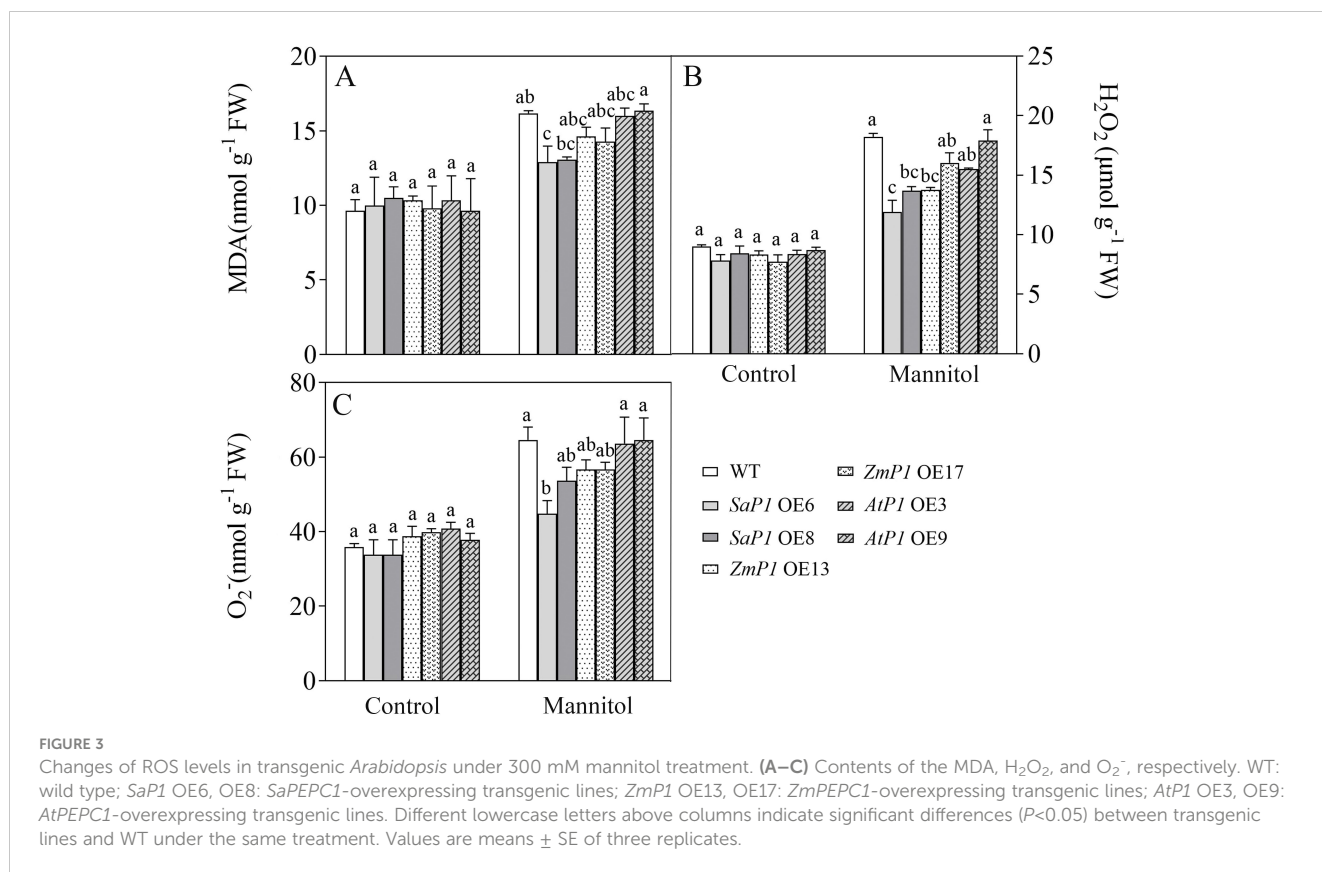 A
20
15
10
5
0
MDA(nmol g-1 FW)
a a a a a a a
ab c bc abc abc abc a
B
25
20
15
10
5
0
H2O2 (μmol g-1 FW)
a a a a a a a
a c bc bc ab ab a
Control Mannitol
C
80
60
40
20
0
O2-(nmol g-1 FW)
a a a a a a a
a b ab ab ab a a
Control Mannitol
WT
SaP1 OE6
SaP1 OE8
ZmP1 OE13
ZmP1 OE17
AtP1 OE3
AtP1 OE9
FIGURE 3
Changes of ROS levels in transgenic Arabidopsis under 300 mM mannitol treatment. (A–C) Contents of the MDA, H2O2, and O2-, respectively. WT:
wild type; SaP1 OE6, OE8: SaPEPC1-overexpressing transgenic lines; ZmP1 OE13, OE17: ZmPEPC1-overexpressing transgenic lines; AtP1 OE3, OE9:
AtPEPC1-overexpressing transgenic lines. Different lowercase letters above columns indicate significant differences (P<0.05) between transgenic
lines and WT under the same treatment. Values are means ± SE of three replicates.